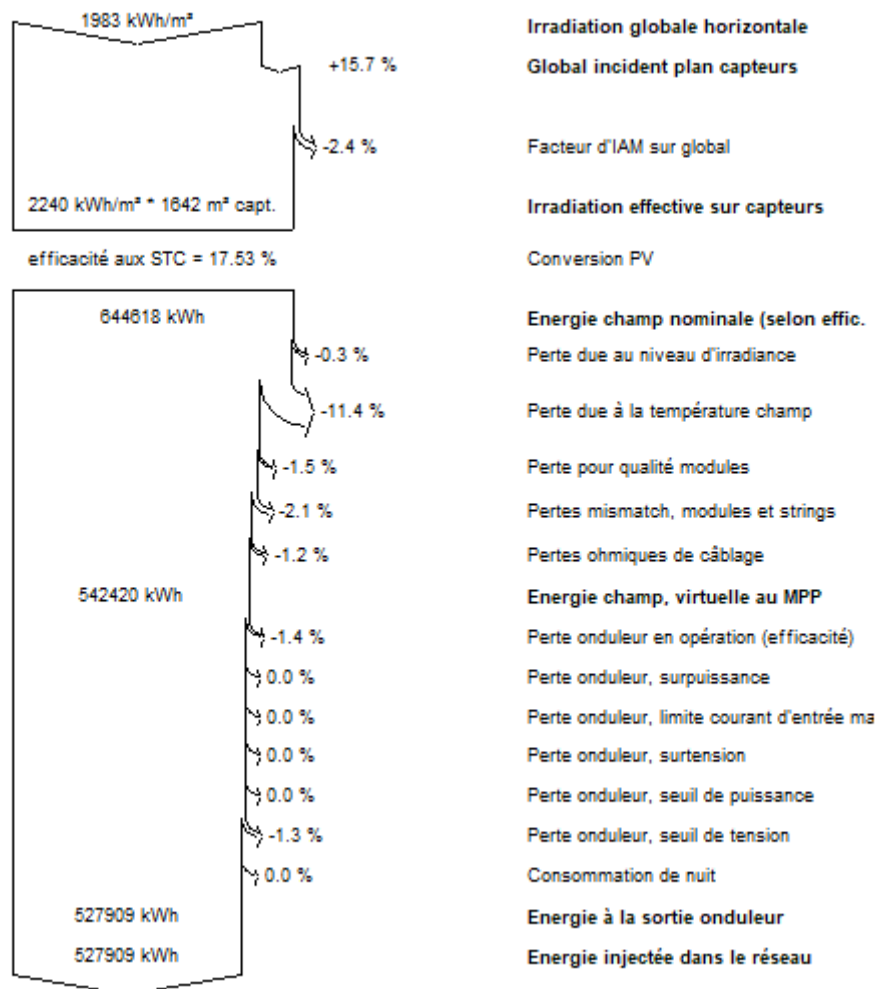 1983 kWh/m² Irradiation globale horizontale
+15.7 % Global incident plan capteurs
-2.4 % Facteur d'IAM sur global
2240 kWh/m² * 1642 m² capt. Irradiation effective sur capteurs
efficacité aux STC = 17.53 % Conversion PV
644618 kWh Energie champ nominale (selon effic.
-0.3 % Perte due au niveau d'irradiance
-11.4 % Perte due à la température champ
-1.5 % Perte pour qualité modules
-2.1 % Pertes mismatch, modules et strings
-1.2 % Pertes ohmiques de câblage
542420 kWh Energie champ, virtuelle au MPP
-1.4 % Perte onduleur en opération (efficacité)
0.0 % Perte onduleur, surpuissance
0.0 % Perte onduleur, limite courant d'entrée ma
0.0 % Perte onduleur, surtension
0.0 % Perte onduleur, seuil de puissance
-1.3 % Perte onduleur, seuil de tension
0.0 % Consommation de nuit
527909 kWh Energie à la sortie onduleur
527909 kWh Energie injectée dans le réseau